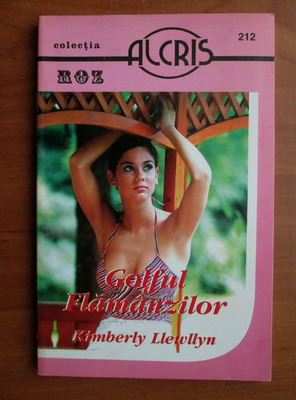 colecția
ALCRIS
212
ROZ
Golful
Flămânzilor
Kimberly Llewllyn